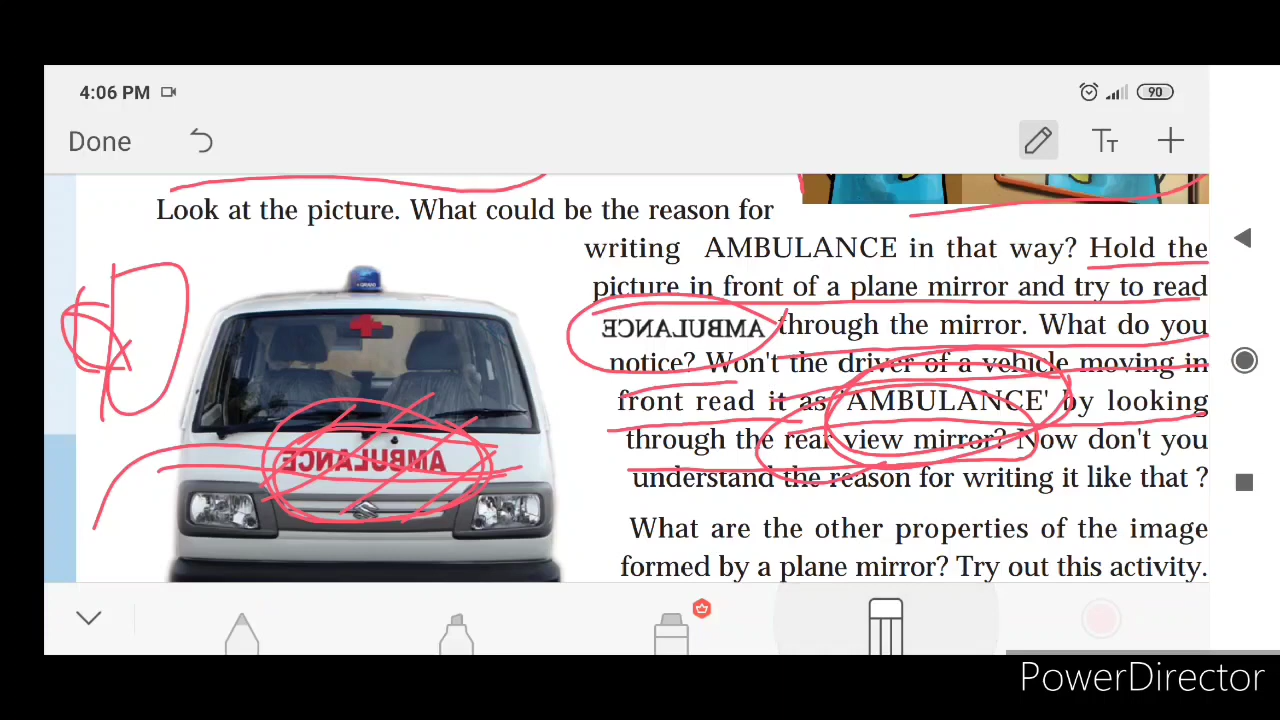 4:06 PM
90
Done
TT
Look at the picture. What could be the reason for
writing AMBULANCE in that way? Hold the
picture in front of a plane mirror and try to read
AMBULANCE through the mirror. What do you
notice? Won't the driver of a vehicle moving in
front read it as 'AMBULANCE' by looking
through the rear view mirror? Now don't you
understand the reason for writing it like that ?
AMBULANCE
What are the other properties of the image
formed by a plane mirror? Try out this activity.
PowerDirector